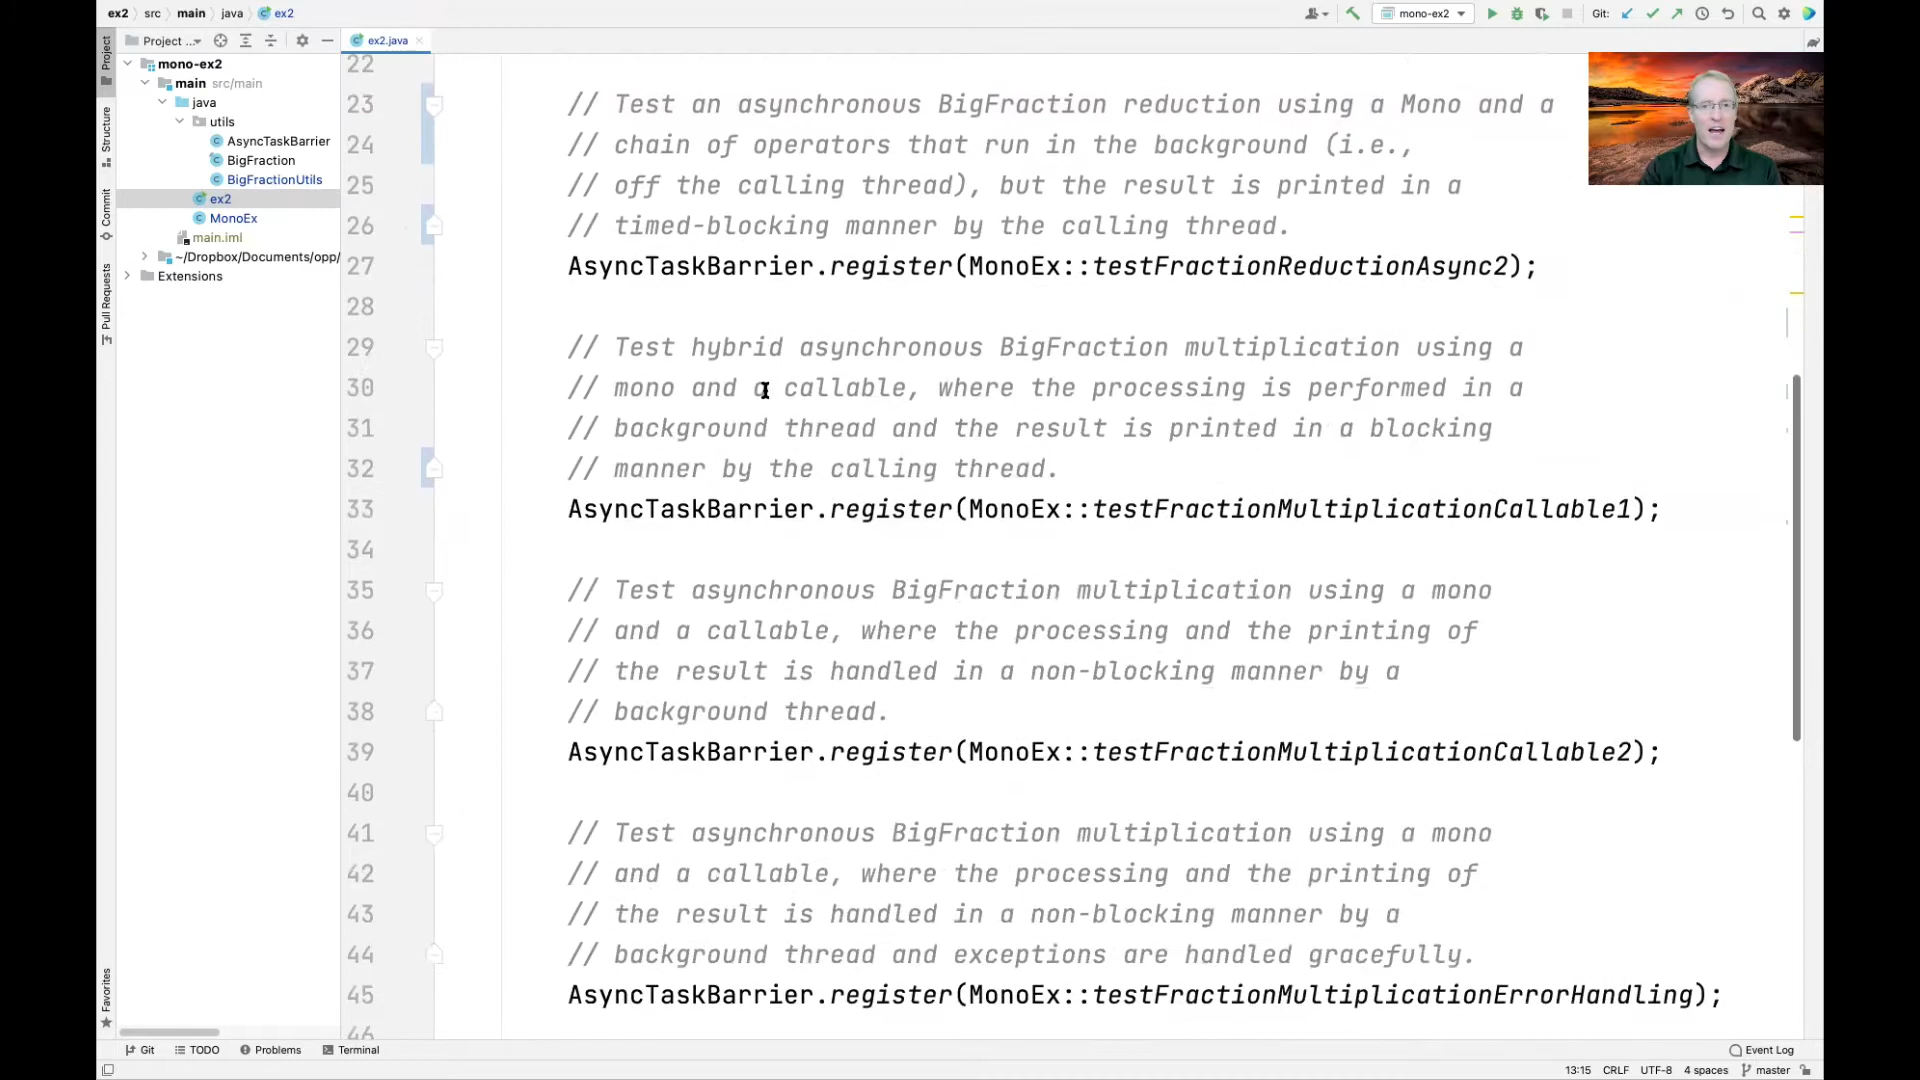 ex2 src main java ex2
mono-ex2
Git:
Project ...
ex2.java
mono-ex2
main src/main
java
utils
AsyncTaskBarrier
BigFraction
BigFractionUtils
ex2
MonoEx
main.iml
~/Dropbox/Documents/opp/
Extensions
Project
Structure
Commit
Pull Requests
Favorites
22
23 // Test an asynchronous BigFraction reduction using a Mono and a
24 // chain of operators that run in the background (i.e.,
25 // off the calling thread), but the result is printed in a
26 // timed-blocking manner by the calling thread.
27 AsyncTaskBarrier.register(MonoEx::testFractionReductionAsync2);
28
29 // Test hybrid asynchronous BigFraction multiplication using a
30 // mono and a callable, where the processing is performed in a
31 // background thread and the result is printed in a blocking
32 // manner by the calling thread.
33 AsyncTaskBarrier.register(MonoEx::testFractionMultiplicationCallable1);
34
35 // Test asynchronous BigFraction multiplication using a mono
36 // and a callable, where the processing and the printing of
37 // the result is handled in a non-blocking manner by a
38 // background thread.
39 AsyncTaskBarrier.register(MonoEx::testFractionMultiplicationCallable2);
40
41 // Test asynchronous BigFraction multiplication using a mono
42 // and a callable, where the processing and the printing of
43 // the result is handled in a non-blocking manner by a
44 // background thread and exceptions are handled gracefully.
45 AsyncTaskBarrier.register(MonoEx::testFractionMultiplicationErrorHandling);
46
Git TODO Problems Terminal Event Log
13:15 CRLF UTF-8 4 spaces master